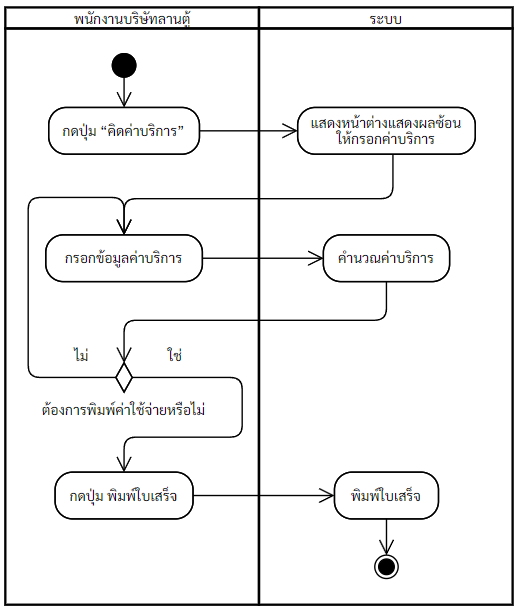 พนักงานบริษัทลานตู้
ระบบ
กดปุ่ม “คิดค่าบริการ”
แสดงหน้าต่างแสดงผลซ้อน
ให้กรอกค่าบริการ
กรอกข้อมูลค่าบริการ
คำนวณค่าบริการ
ไม่
ใช่
ต้องการพิมพ์ค่าใช้จ่ายหรือไม่
กดปุ่ม พิมพ์ใบเสร็จ
พิมพ์ใบเสร็จ